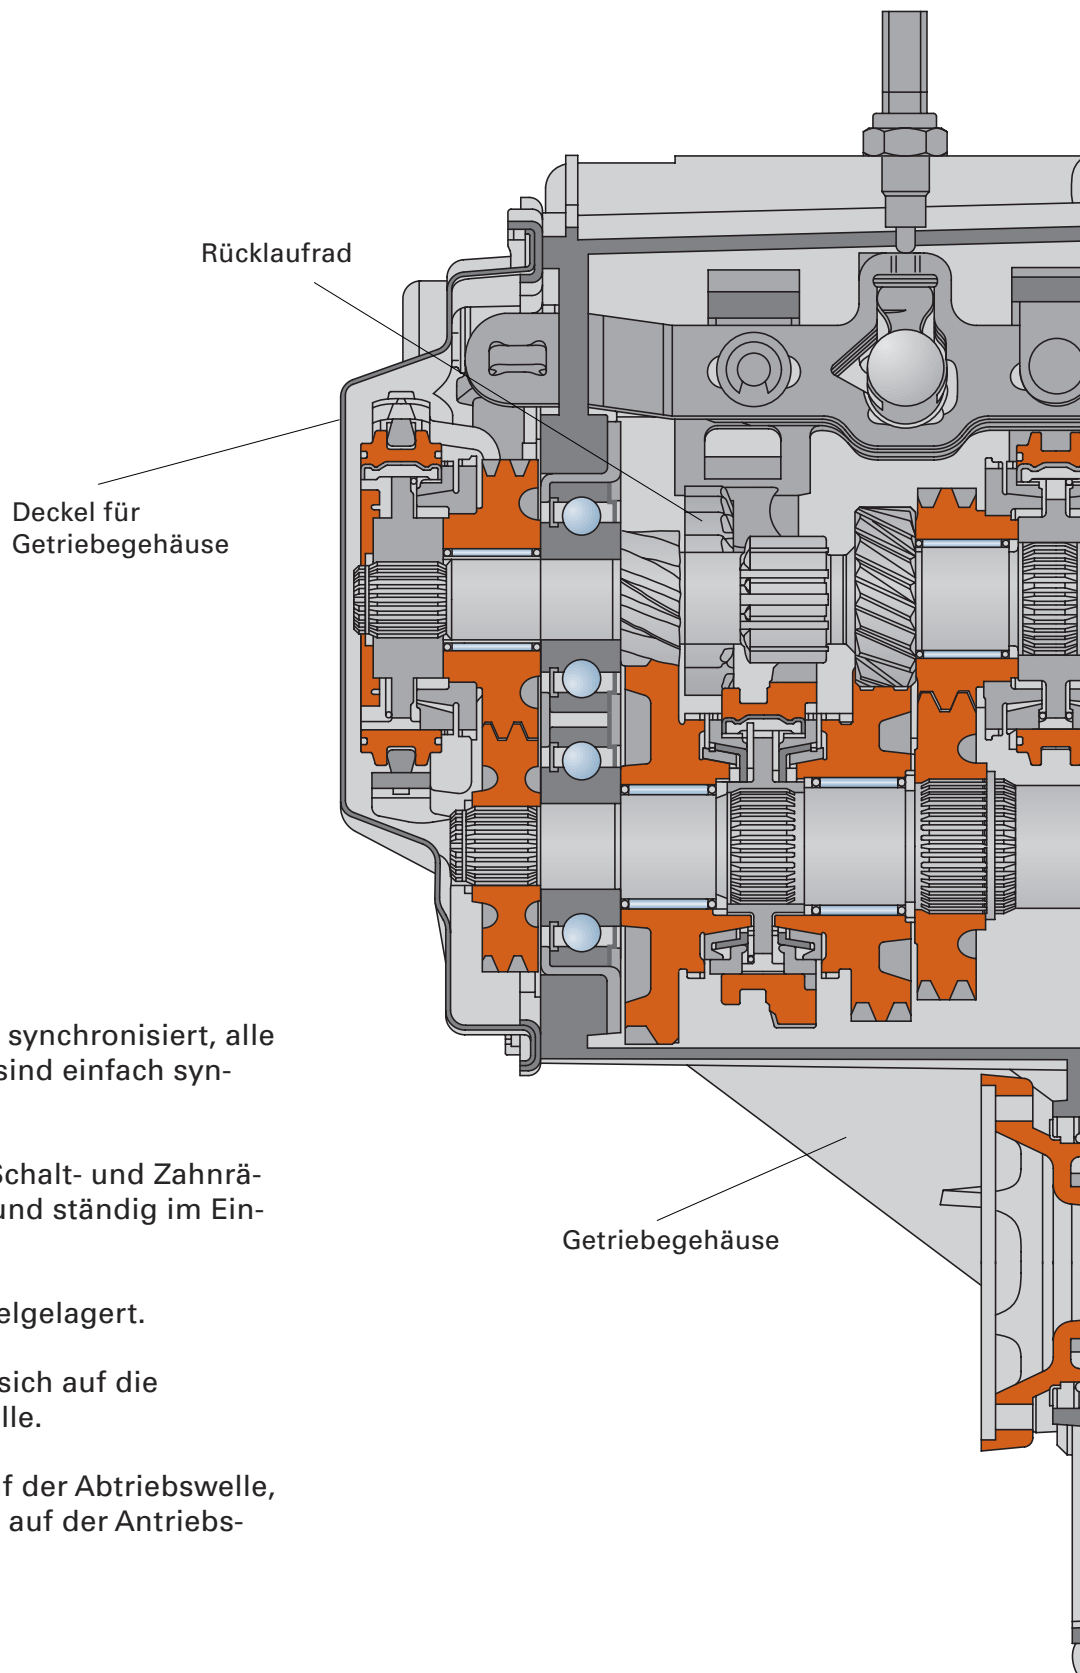 Rücklaufrad
Deckel für
Getriebegehäuse
synchronisiert, alle
sind einfach syn-
Schalt- und Zahnrä-
und ständig im Ein-
elgelagert.
Getriebegehäuse
sich auf die
lle.
f der Abtriebswelle,
auf der Antriebs-